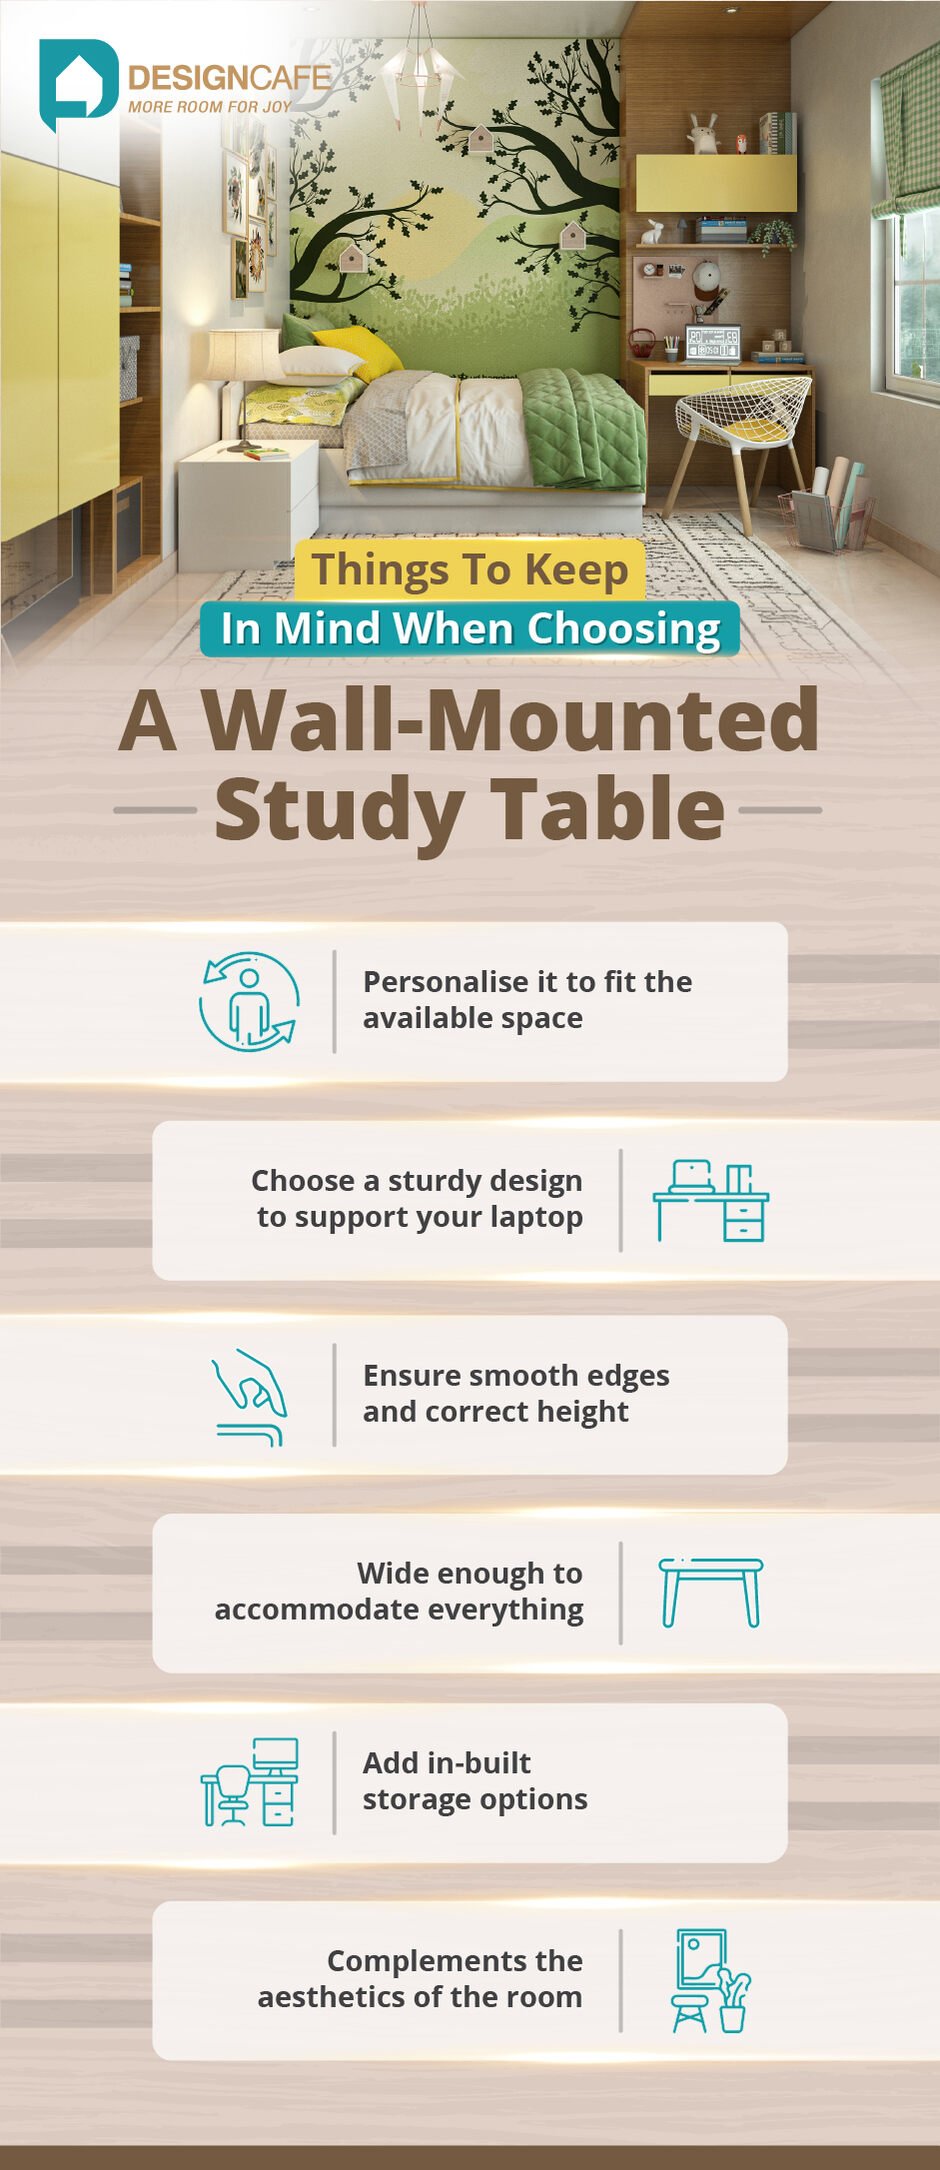 DESIGNCAFE
MORE ROOM FOR JOY
Things To Keep
In Mind When Choosing
A Wall-Mounted
Study Table
Personalise it to fit the
available space
Choose a sturdy design
to support your laptop
Ensure smooth edges
and correct height
Wide enough to
accommodate everything
Add in-built
storage options
Complements the
aesthetics of the room